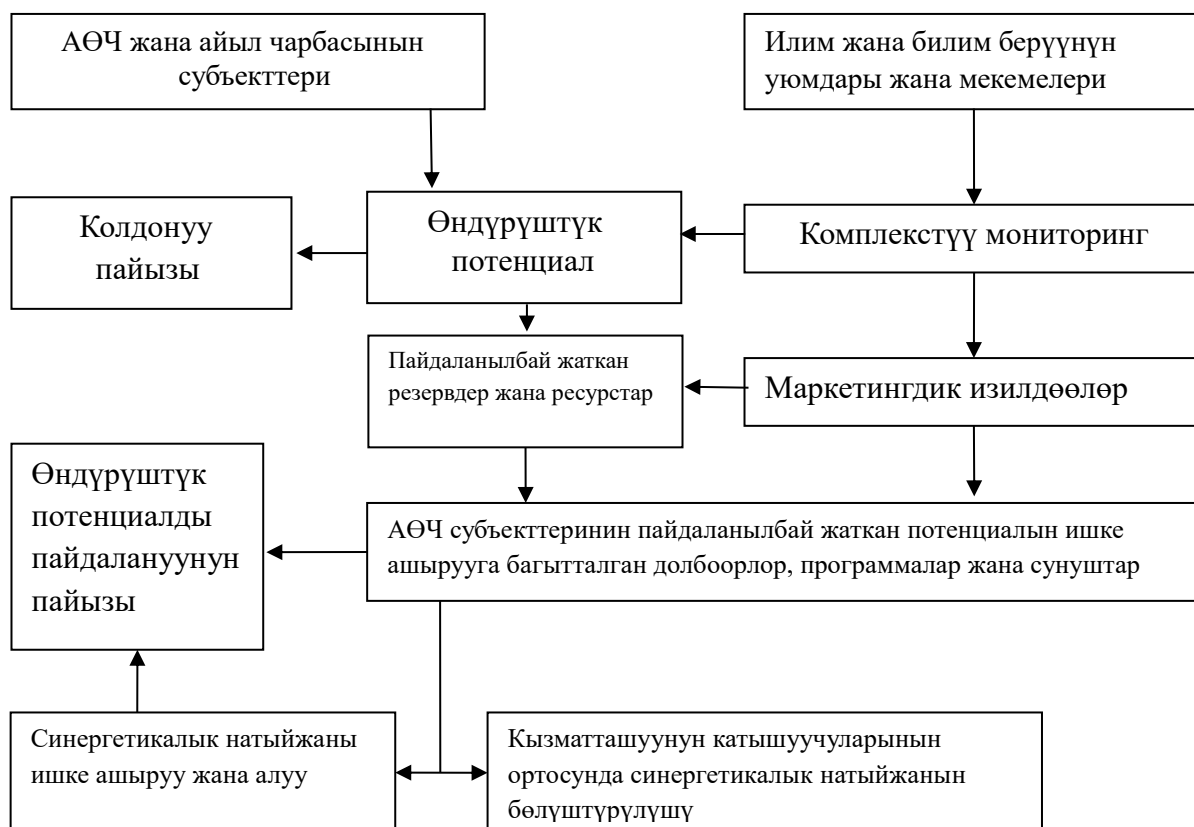 АӨЧ жана айыл чарбасынын
субъекттери
Илим жана билим берүүнүн
уюмдары жана мекемелери
Колдонуу
пайызы
Өндүрүштүк
потенциал
Комплекстүү мониторинг
Пайдаланылбай жаткан
резервдер жана ресурстар
Маркетингдик изилдөөлөр
Өндүрүштүк
потенциалды
пайдалануунун
пайызы
АӨЧ субъекттеринин пайдаланылбай жаткан потенциалын ишке
ашырууга багытталган долбоорлор, программалар жана сунуштар
Синергетикалык натыйжаны
ишке ашыруу жана алуу
Кызматташуунун катышуучуларынын
ортосунда синергетикалык натыйжанын
бөлүштүрүлүшү